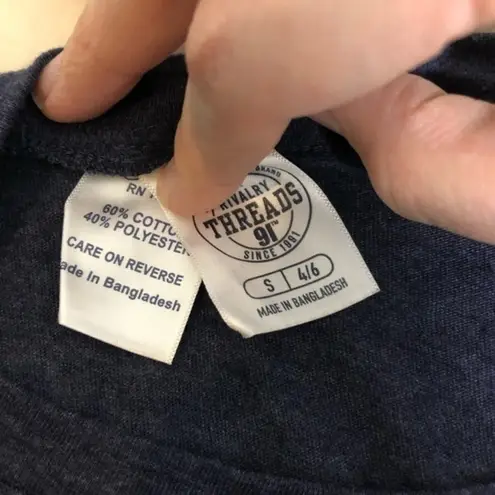 RN
60% COTTON
40% POLYESTER
CARE ON REVERSE
ade In Bangladesh
RIVALRY
THREADS
91
SINCE 1991
S 4/6
MADE IN BANGLADESH